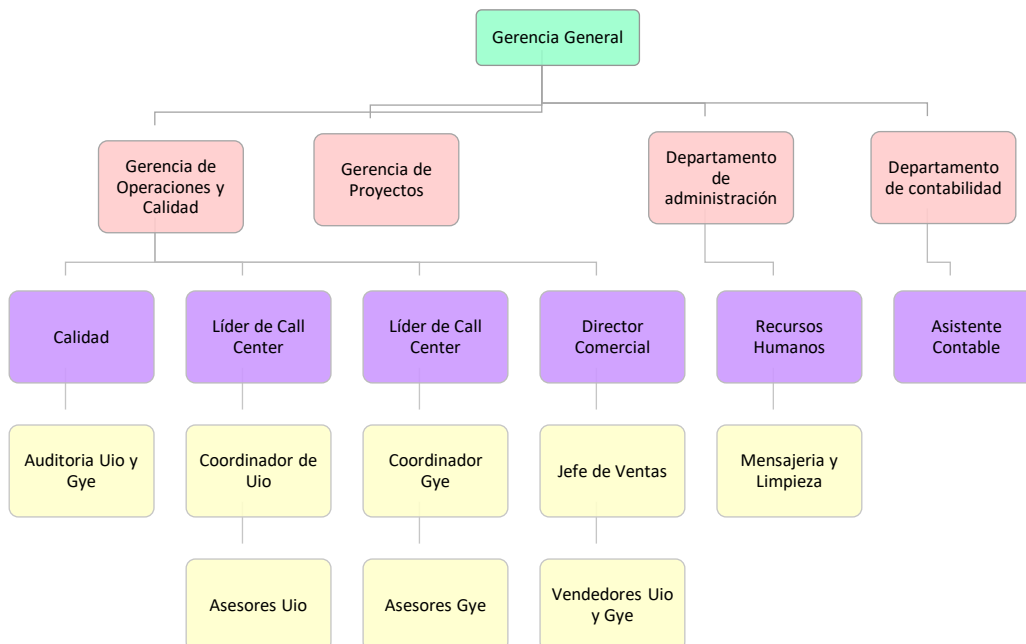 Gerencia General
Gerencia de
Operaciones y
Calidad
Gerencia de
Proyectos
Departamento
de
administración
Departamento
de contabilidad
Calidad
Líder de Call
Center
Líder de Call
Center
Director
Comercial
Recursos
Humanos
Asistente
Contable
Auditoria Uio y
Gye
Coordinador de
Uio
Coordinador
Gye
Jefe de Ventas
Mensajeria y
Limpieza
Asesores Uio
Asesores Gye
Vendedores Uio
y Gye